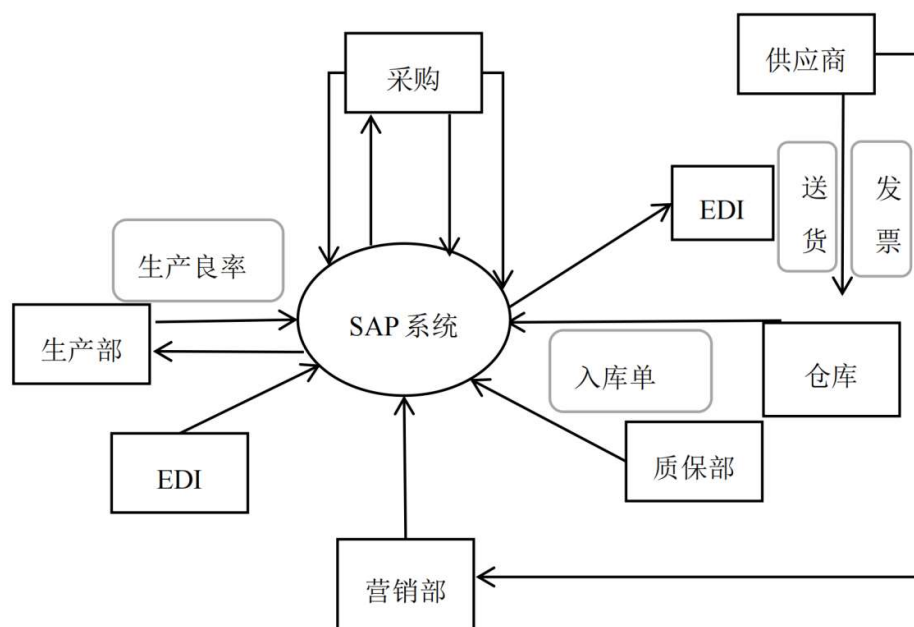 采购
供应商
EDI
送
货
发
票
生产良率
SAP 系统
生产部
入库单
仓库
EDI
质保部
营销部